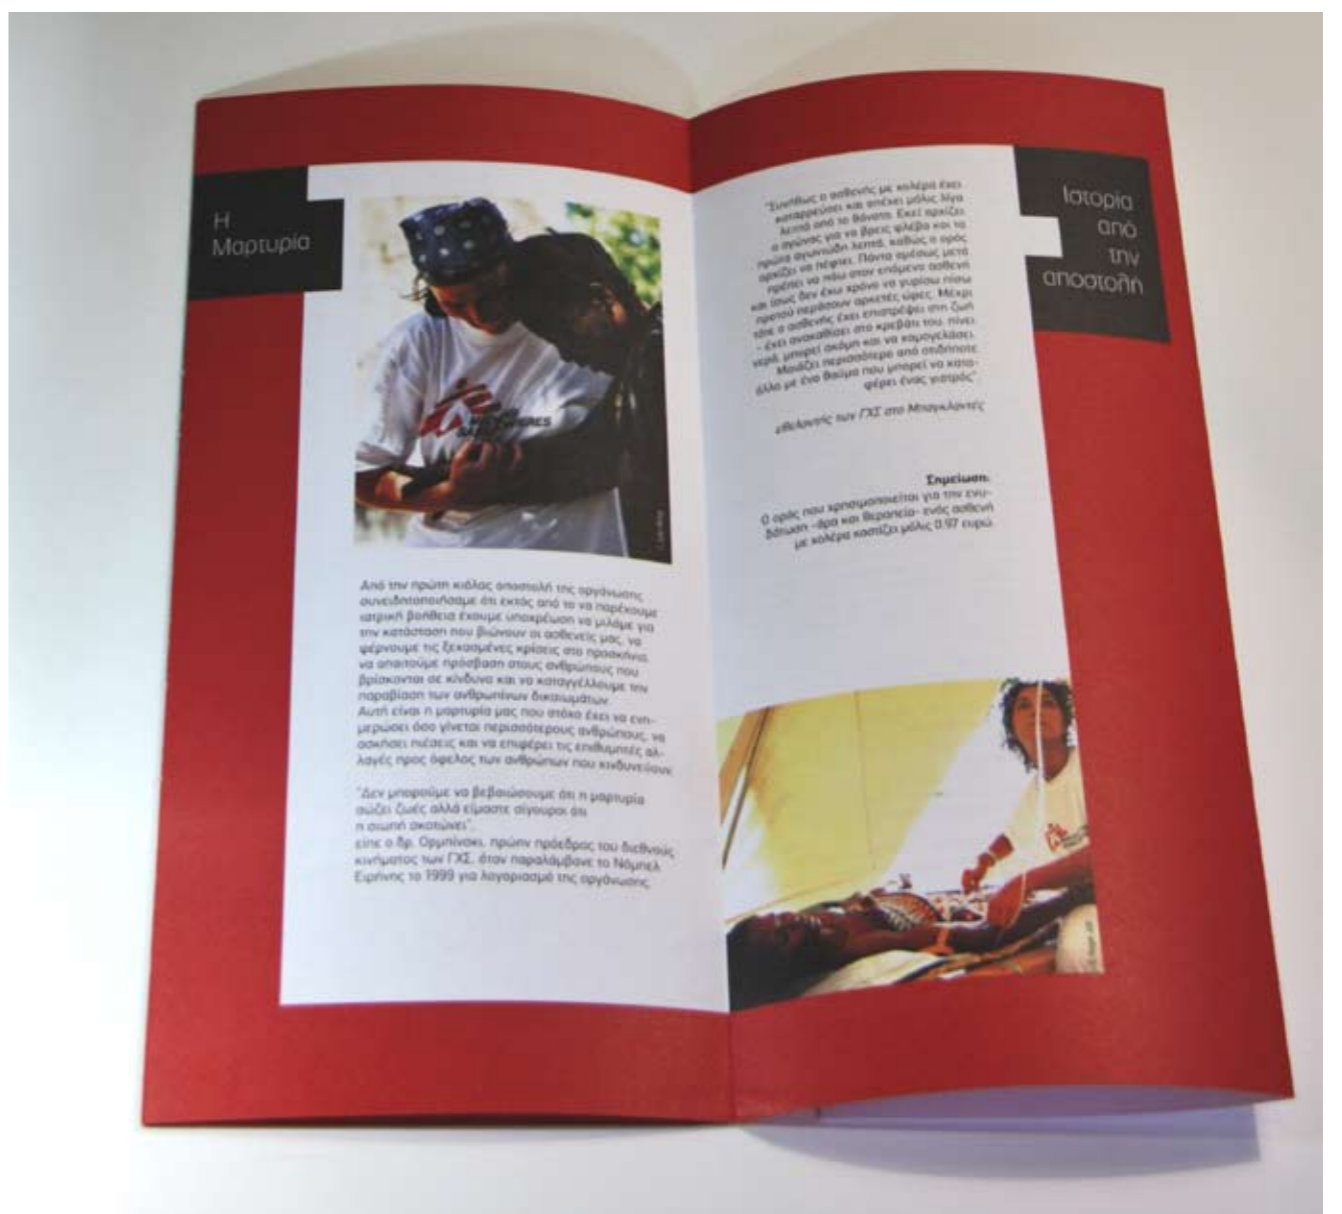 Η
Μαρτυρία
Από την πρώτη κιόλας αποστολή της οργάνωσης
συνειδητοποιήσαμε ότι εκτός από το να παρέχουμε
ιατρική βοήθεια έχουμε υποχρέωση να μιλάμε για
την κατάσταση που βιώνουν οι ασθενείς μας, να
φέρνουμε τις ξεχασμένες κρίσεις στο προσκήνιο,
να απαιτούμε πρόσβαση στους ανθρώπους που
βρίσκονται σε κίνδυνο και να καταγγέλλουμε την
παραβίαση των ανθρωπίνων δικαιωμάτων.
Αυτή είναι η μαρτυρία μας που στόχο έχει να ενη-
μερώσει όσο γίνεται περισσότερους ανθρώπους, να
ασκήσει πιέσεις και να επιφέρει τις επιθυμητές αλ-
λαγές προς όφελος των ανθρώπων που κινδυνεύουν.
"Δεν μπορούμε να βεβαιώσουμε ότι η μαρτυρία
σώζει ζωές αλλά είμαστε σίγουροι ότι
η σιωπή σκοτώνει",
είπε ο δρ. Ορμπίνσκι, πρώην πρόεδρος του διεθνούς
κινήματος των ΓΧΣ, όταν παραλάμβανε το Νόμπελ
Ειρήνης το 1999 για λογαριασμό της οργάνωσης.
Ιστορία
από
την
αποστολή
"Συνήθως ο ασθενής με χολέρα έχει
καταρρεύσει και απέχει μόλις λίγα
λεπτά από το θάνατο. Εκεί αρχίζει
ο αγώνας για να βρεις φλέβα και τα
πρώτα αγωνιώδη λεπτά, καθώς ο ορός
αρχίζει να πέφτει. Πάντα αμέσως μετά
πρέπει να πάω στον επόμενο ασθενή
και ίσως δεν έχω χρόνο να γυρίσω πίσω
προτού περάσουν αρκετές ώρες. Μέχρι
τότε ο ασθενής έχει επιστρέψει στη ζωή
- έχει ανακαθίσει στο κρεβάτι του, πίνει
νερό, μπορεί ακόμη και να χαμογελάσει.
Μοιάζει περισσότερο από οτιδήποτε
άλλο με ένα θαύμα που μπορεί να κατα-
φέρει ένας γιατρός"
εθελοντής των ΓΧΣ στο Μπαγκλαντές
Σημείωση.
Ο ορός που χρησιμοποιείται για την ενυ-
δάτωση -άρα και θεραπεία- ενός ασθενή
με χολέρα κοστίζει μόλις 0.97 ευρώ.